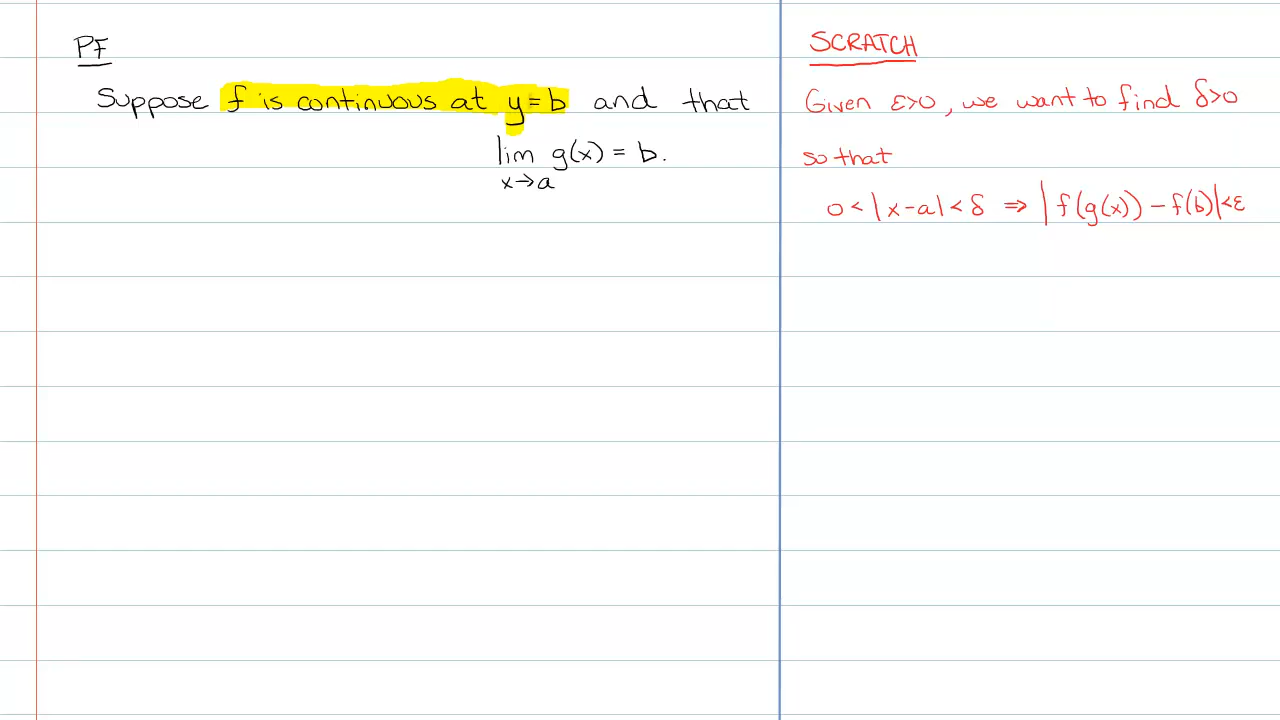 PF
Suppose f is continuous at y=b and that
lim g(x) = b.
x→a
SCRATCH
Given ε>0, we want to find δ>0
so that
0 < |x-a| < δ ⇒ |f(g(x)) - f(b)| < ε